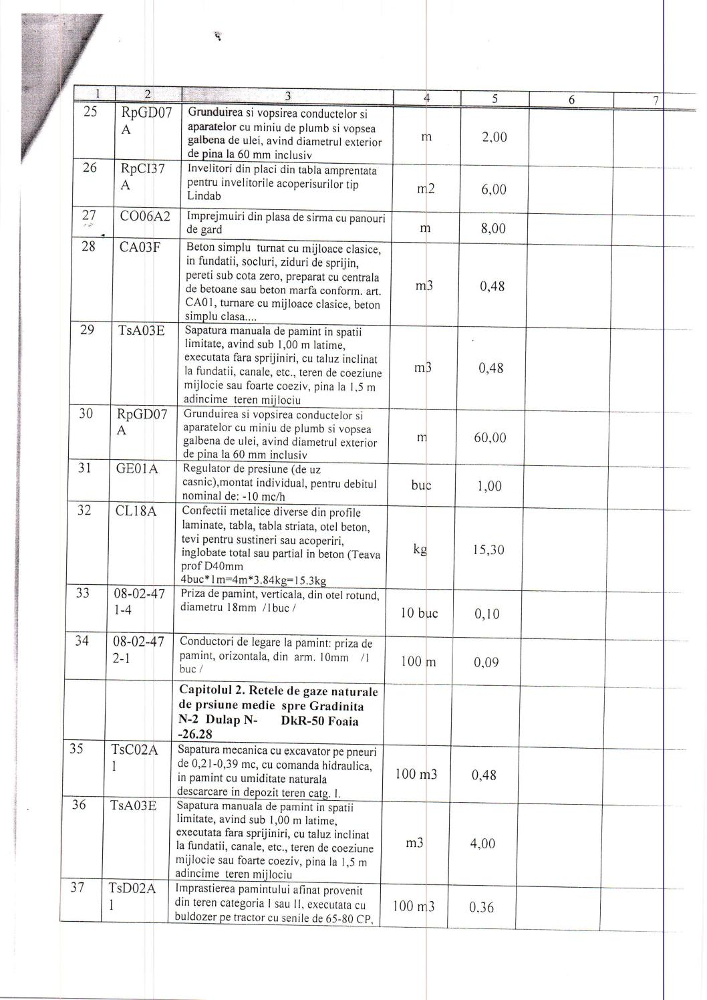 1 2 3 4 5 6 7
25 RpGD07 Grunduirea si vopsirea conductelor si
A aparatelor cu miniu de plumb si vopsea
galbena de ulei, avind diametrul exterior m 2,00
de pina la 60 mm inclusiv
26 RpCI37 Invelitori din placi din tabla amprentata
A pentru invelitorile acoperisurilor tip m2 6,00
Lindab
27 CO06A2 Imprejmuiri din plasa de sirma cu panouri
de gard m 8,00
28 CA03F Beton simplu turnat cu mijloace clasice,
in fundatii, socluri, ziduri de sprijin,
pereti sub cota zero, preparat cu centrala
de betoane sau beton marfa conform. art. m3 0,48
CA01, turnare cu mijloace clasice, beton
simplu clasa....
29 TsA03E Sapatura manuala de pamint in spatii
limitate, avind sub 1,00 m latime,
executata fara sprijiniri, cu taluz inclinat
la fundatii, canale, etc., teren de coeziune m3 0,48
mijlocie sau foarte coeziv, pina la 1,5 m
adincime teren mijlociu
30 RpGD07 Grunduirea si vopsirea conductelor si
A aparatelor cu miniu de plumb si vopsea
galbena de ulei, avind diametrul exterior m 60,00
de pina la 60 mm inclusiv
31 GE01A Regulator de presiune (de uz
casnic),montat individual, pentru debitul buc 1,00
nominal de: -10 mc/h
32 CL18A Confectii metalice diverse din profile
laminate, tabla, tabla striata, otel beton,
tevi pentru sustineri sau acoperiri,
inglobate total sau partial in beton (Teava kg 15,30
prof D40mm
4buc*1m=4m*3.84kg=15.3kg
33 08-02-47 Priza de pamint, verticala, din otel rotund,
1-4 diametru 18mm /1buc / 10 buc 0,10
34 08-02-47 Conductori de legare la pamint: priza de
2-1 pamint, orizontala, din arm. 10mm /1 100 m 0,09
buc /
Capitolul 2. Retele de gaze naturale
de prsiune medie spre Gradinita
N-2 Dulap N- DkR-50 Foaia
-26.28
35 TsC02A Sapatura mecanica cu excavator pe pneuri
1 de 0,21-0,39 mc, cu comanda hidraulica,
in pamint cu umiditate naturala 100 m3 0,48
descarcare in depozit teren catg. I.
36 TsA03E Sapatura manuala de pamint in spatii
limitate, avind sub 1,00 m latime,
executata fara sprijiniri, cu taluz inclinat
la fundatii, canale, etc., teren de coeziune m3 4,00
mijlocie sau foarte coeziv, pina la 1,5 m
adincime teren mijlociu
37 TsD02A Imprastierea pamintului afinat provenit
1 din teren categoria I sau II, executata cu 100 m3 0.36
buldozer pe tractor cu senile de 65-80 CP,